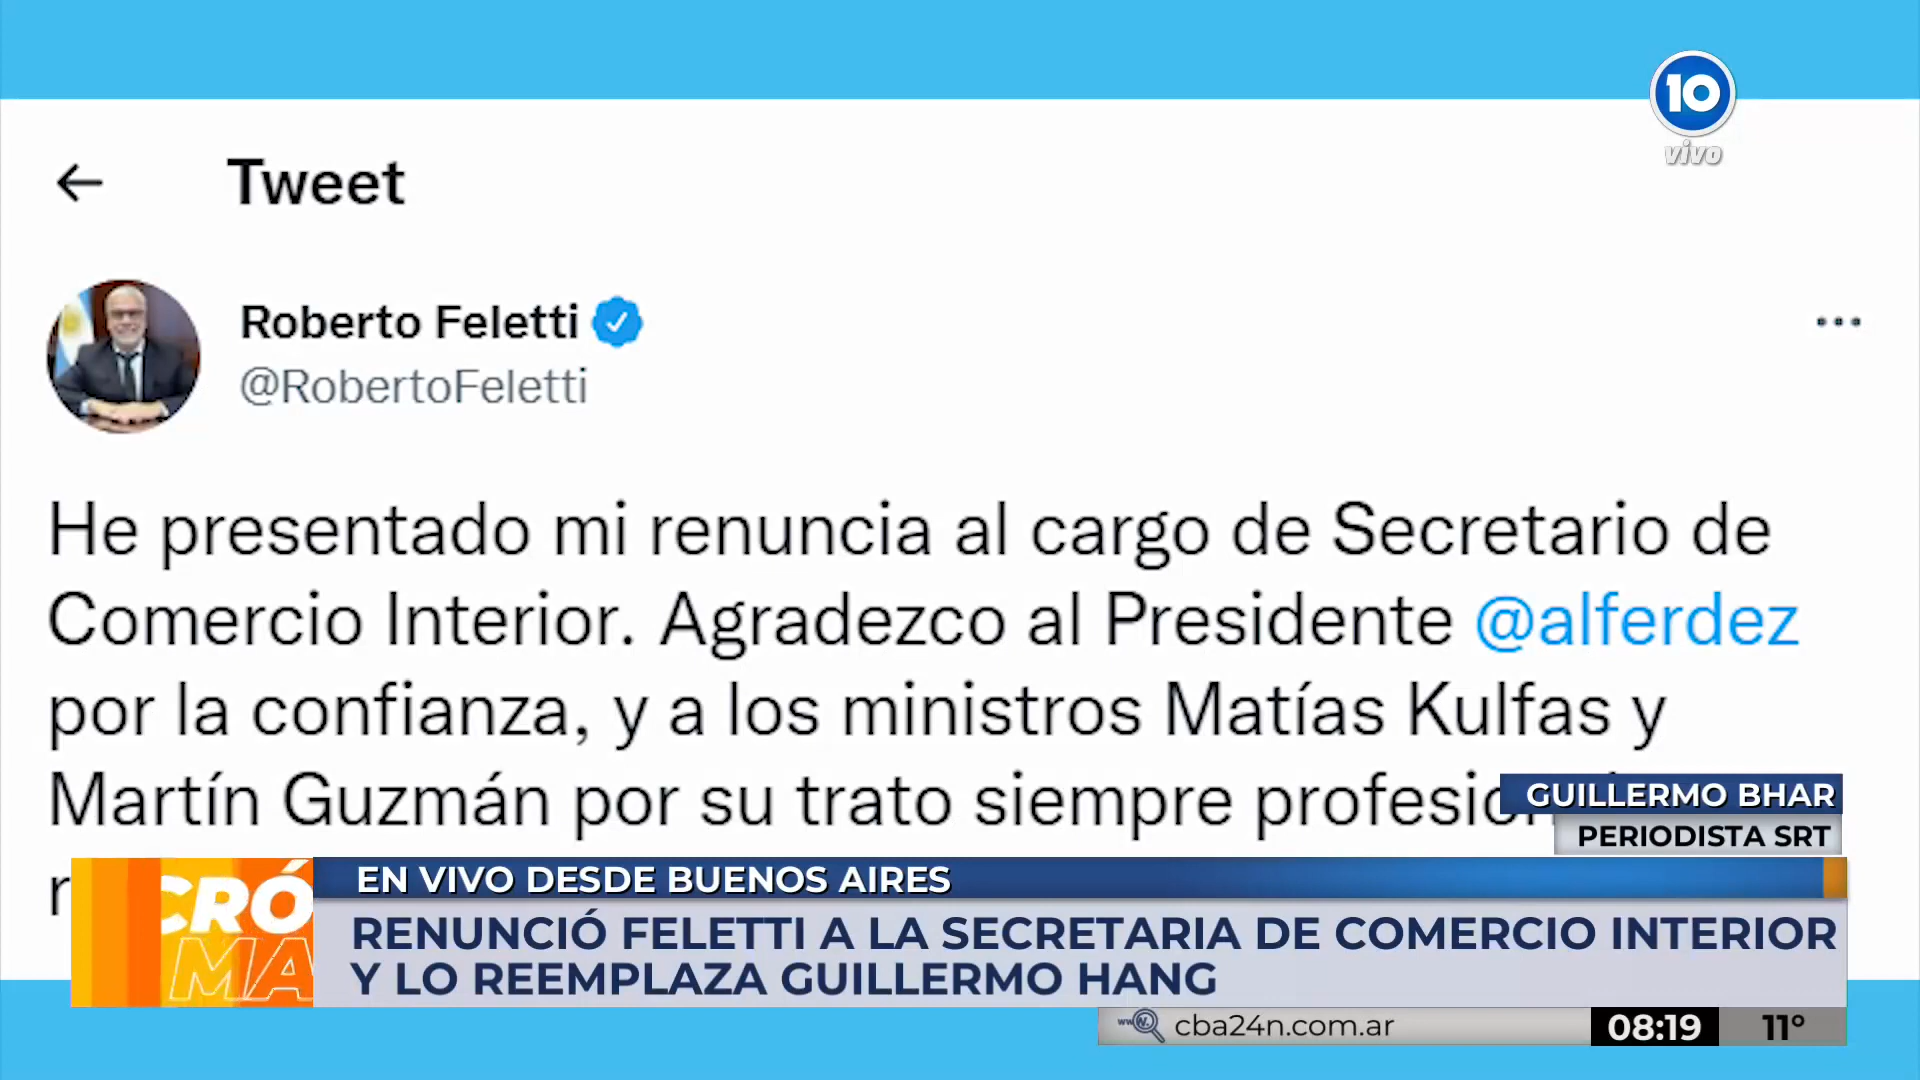 10
vivo
Tweet
Roberto Feletti
@RobertoFeletti
He presentado mi renuncia al cargo de Secretario de
Comercio Interior. Agradezco al Presidente @alferdez
por la confianza, y a los ministros Matías Kulfas y
Martín Guzmán por su trato siempre
GUILLERMO BHAR
PERIODISTA SRT
CRÓ
MA
EN VIVO DESDE BUENOS AIRES
RENUNCIÓ FELETTI A LA SECRETARIA DE COMERCIO INTERIOR
Y LO REEMPLAZA GUILLERMO HANG
cba24n.com.ar
08:19
11°